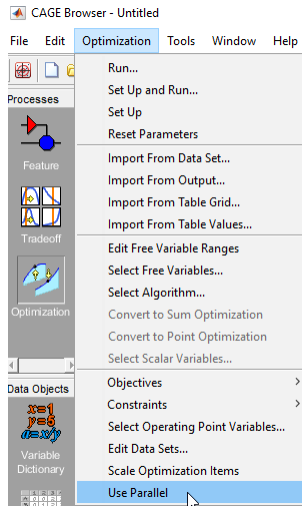 CAGE Browser - Untitled
File Edit Optimization Tools Window Help
Processes
Feature
Tradeoff
Optimization
Data Objects
x=1
y=5
a=x/y
Variable
Dictionary
Run...
Set Up and Run...
Set Up
Reset Parameters
Import From Data Set...
Import From Output...
Import From Table Grid...
Import From Table Values...
Edit Free Variable Ranges
Select Free Variables...
Select Algorithm...
Convert to Sum Optimization
Convert to Point Optimization
Select Scalar Variables...
Objectives
Constraints
Select Operating Point Variables...
Edit Data Sets...
Scale Optimization Items
Use Parallel